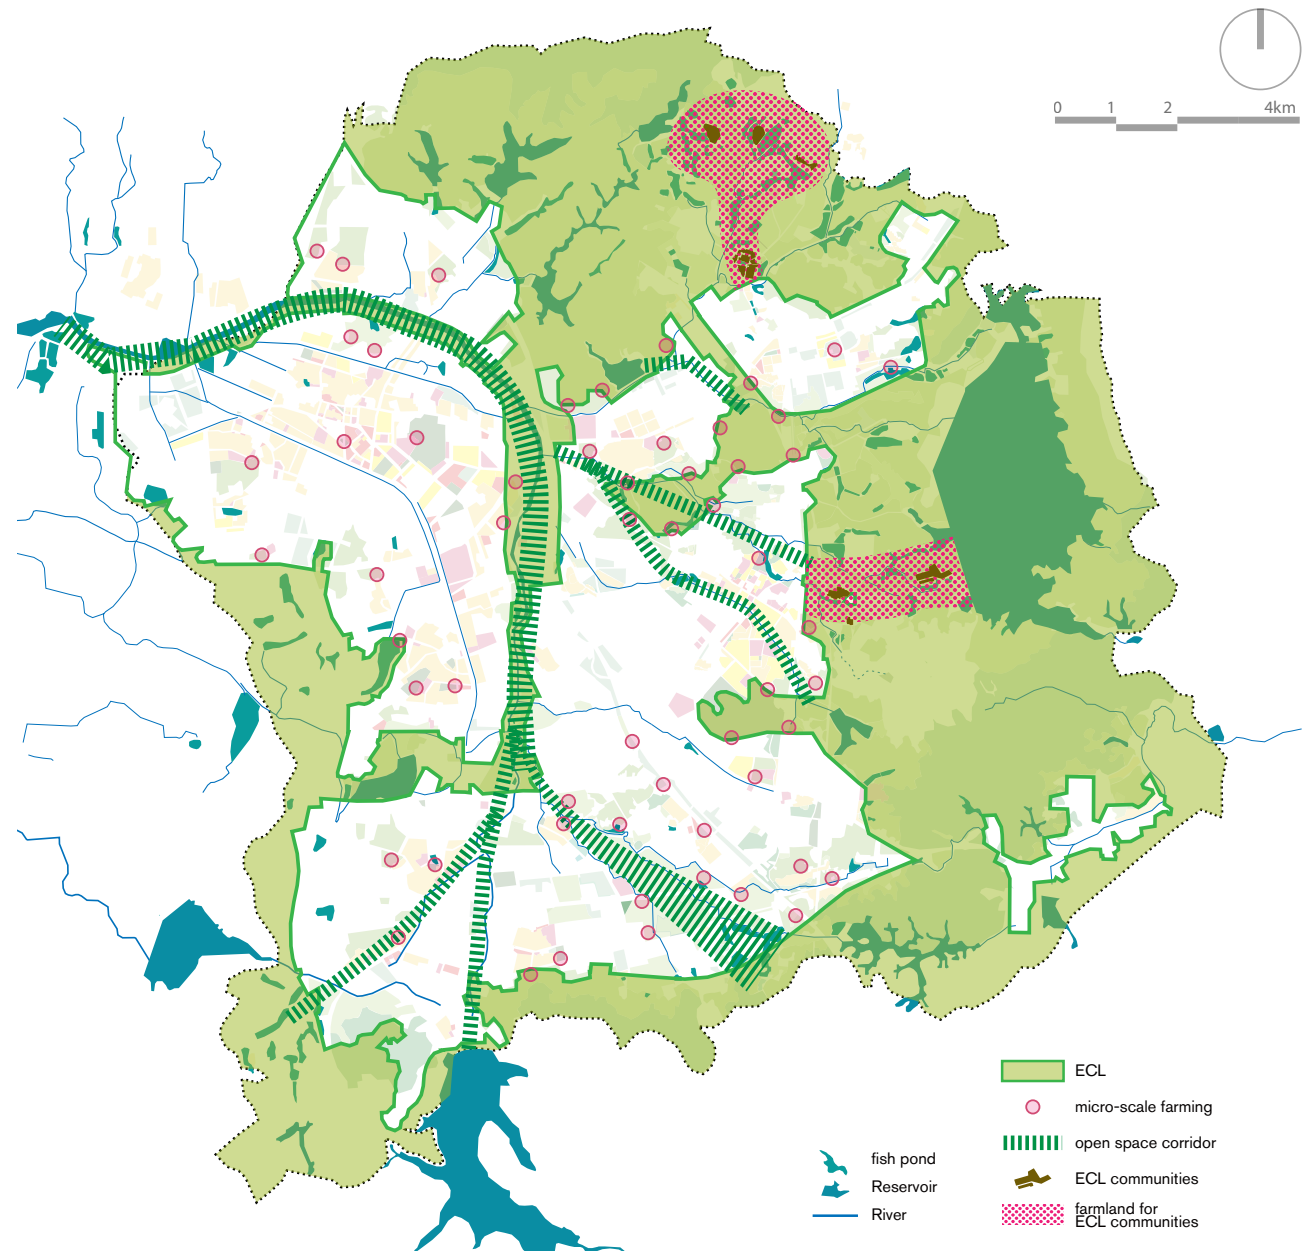 0 1 2 4km
ECL
micro-scale farming
open space corridor
ECL communities
farmland for
ECL communities
fish pond
Reservoir
River